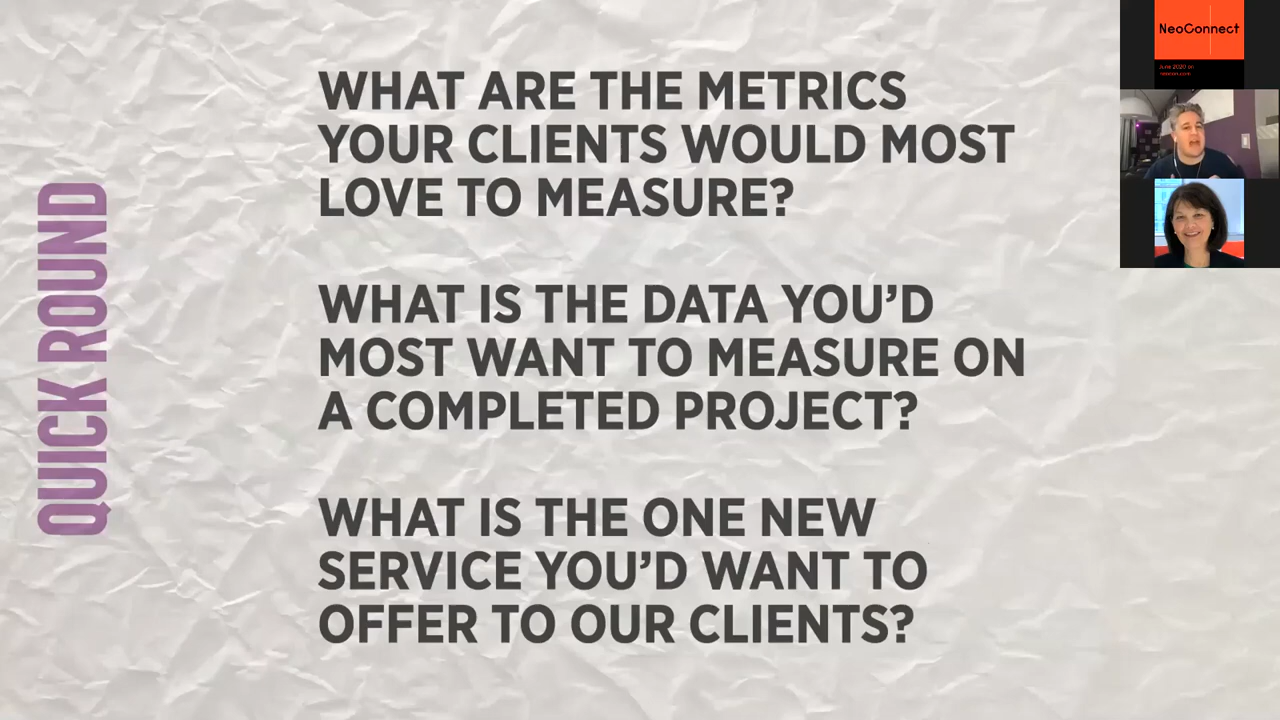 WHAT ARE THE METRICS
YOUR CLIENTS WOULD MOST
LOVE TO MEASURE?
WHAT IS THE DATA YOU'D
MOST WANT TO MEASURE ON
A COMPLETED PROJECT?
WHAT IS THE ONE NEW
SERVICE YOU'D WANT TO
OFFER TO OUR CLIENTS?
QUICK ROUND
NeoConnect